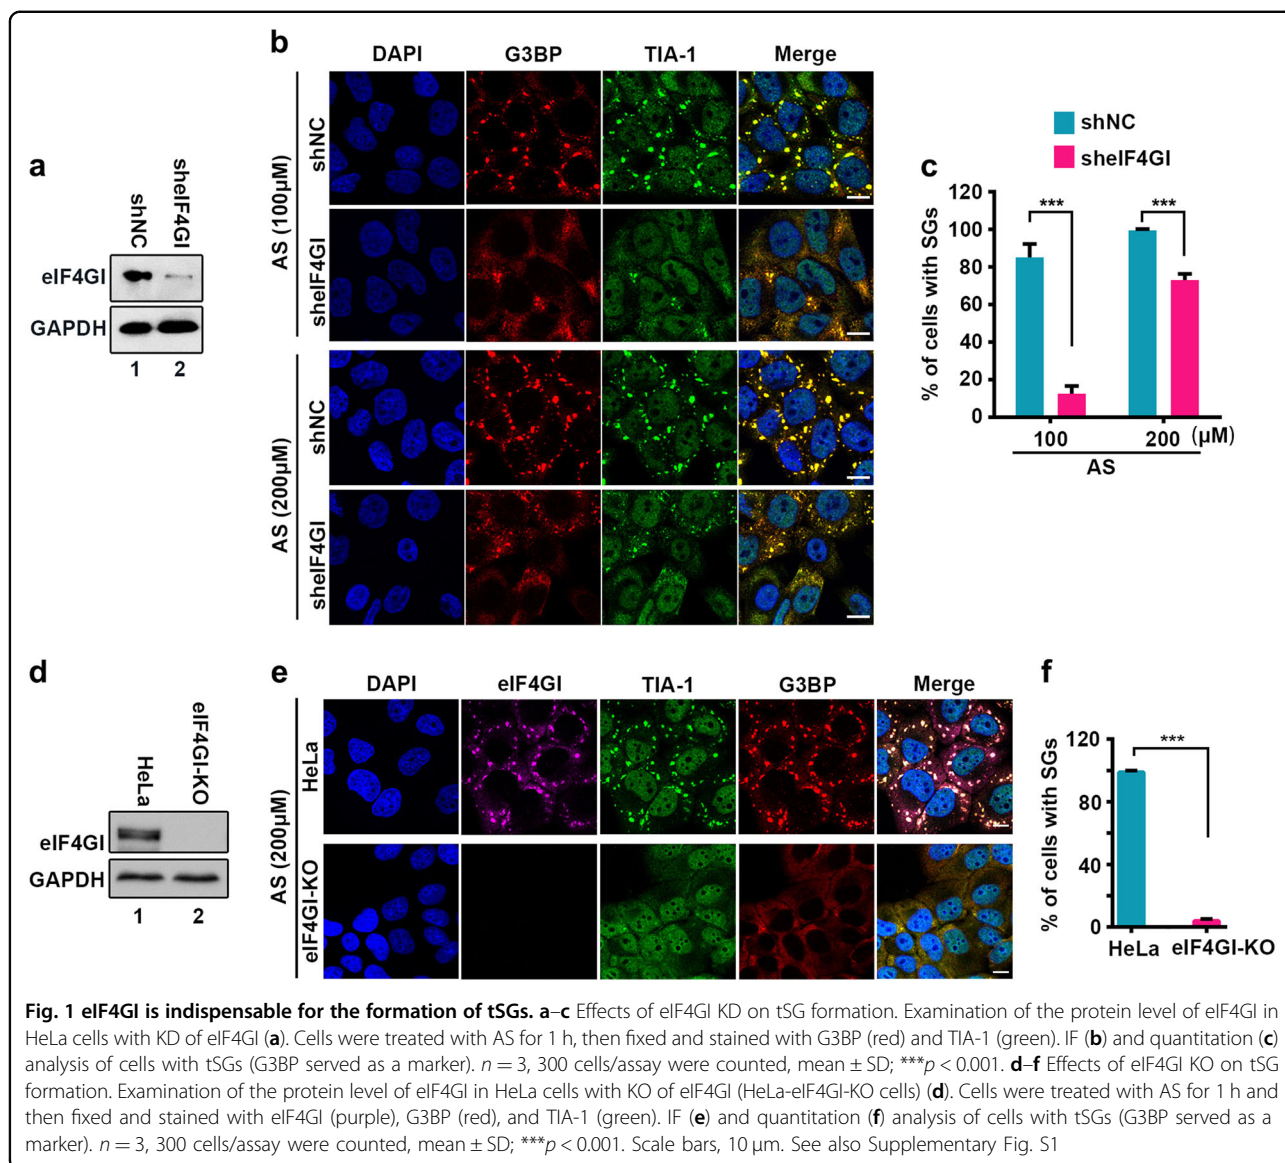 a
shNC
sheIF4GI
eIF4GI
GAPDH
1 2
b
DAPI G3BP TIA-1 Merge
AS (100µM)
shNC
sheIF4GI
AS (200µM)
shNC
sheIF4GI
c
shNC
sheIF4GI
% of cells with SGs
120
100
80
60
40
20
0
***
***
100 200 (µM)
AS
d
HeLa
eIF4GI-KO
eIF4GI
GAPDH
1 2
e
DAPI eIF4GI TIA-1 G3BP Merge
AS (200µM)
HeLa
eIF4GI-KO
f
% of cells with SGs
120
100
80
40
0
***
HeLa eIF4GI-KO
Fig. 1 eIF4GI is indispensable for the formation of tSGs. a–c Effects of eIF4GI KD on tSG formation. Examination of the protein level of eIF4GI in
HeLa cells with KD of eIF4GI (a). Cells were treated with AS for 1 h, then fixed and stained with G3BP (red) and TIA-1 (green). IF (b) and quantitation (c)
analysis of cells with tSGs (G3BP served as a marker). n = 3, 300 cells/assay were counted, mean ± SD; ***p < 0.001. d–f Effects of eIF4GI KO on tSG
formation. Examination of the protein level of eIF4GI in HeLa cells with KO of eIF4GI (HeLa-eIF4GI-KO cells) (d). Cells were treated with AS for 1 h and
then fixed and stained with eIF4GI (purple), G3BP (red), and TIA-1 (green). IF (e) and quantitation (f) analysis of cells with tSGs (G3BP served as a
marker). n = 3, 300 cells/assay were counted, mean ± SD; ***p < 0.001. Scale bars, 10 µm. See also Supplementary Fig. S1